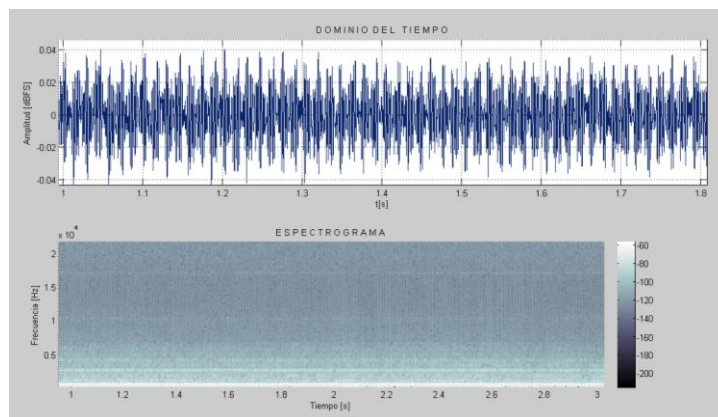 DOMINIO DEL TIEMPO
0.04
0.02
0
-0.02
-0.04
Amplitud [dBFS]
1 1.1 1.2 1.3 1.4 1.5 1.6 1.7 1.8
t[s]
ESPECTROGRAMA
x 10^4
2
1.5
1
0.5
Frecuencia [Hz]
1 1.2 1.4 1.6 1.8 2 2.2 2.4 2.6 2.8 3
Tiempo [s]
-60
-80
-100
-120
-140
-160
-180
-200